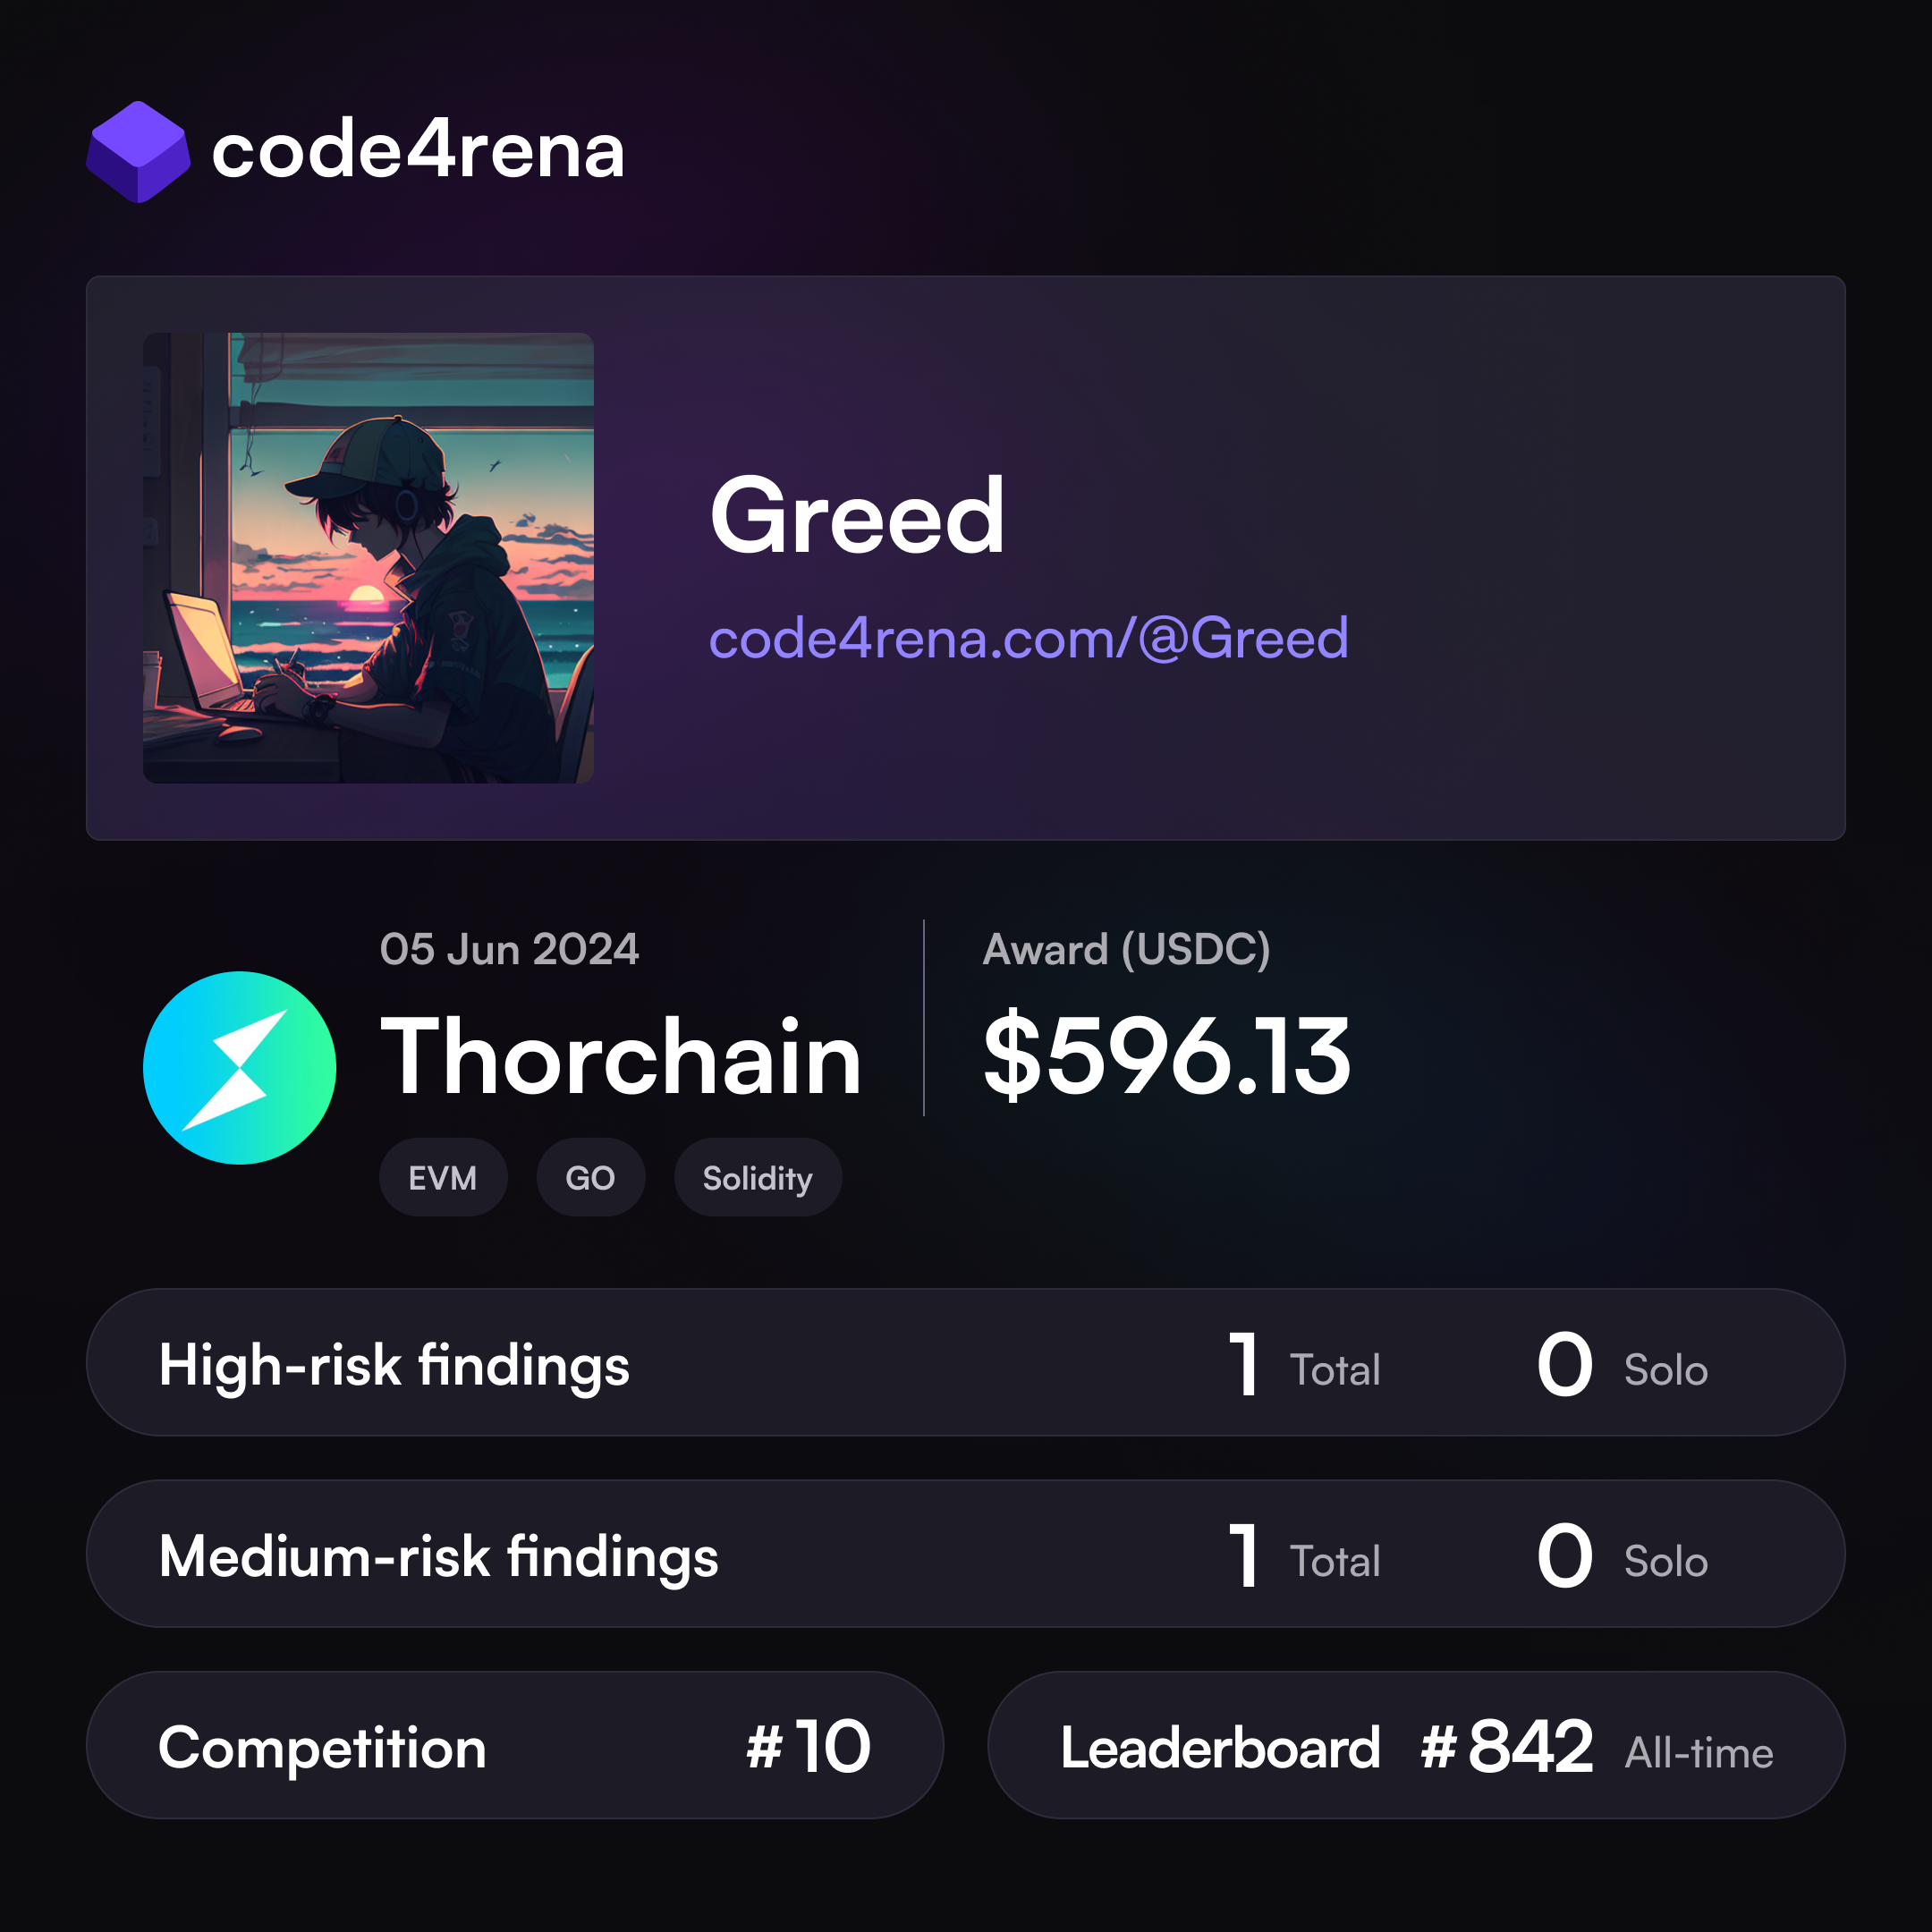 code4rena
Greed
code4rena.com/@Greed
05 Jun 2024
Thorchain
EVM GO Solidity
Award (USDC)
$596.13
High-risk findings 1 Total 0 Solo
Medium-risk findings 1 Total 0 Solo
Competition #10
Leaderboard #842 All-time